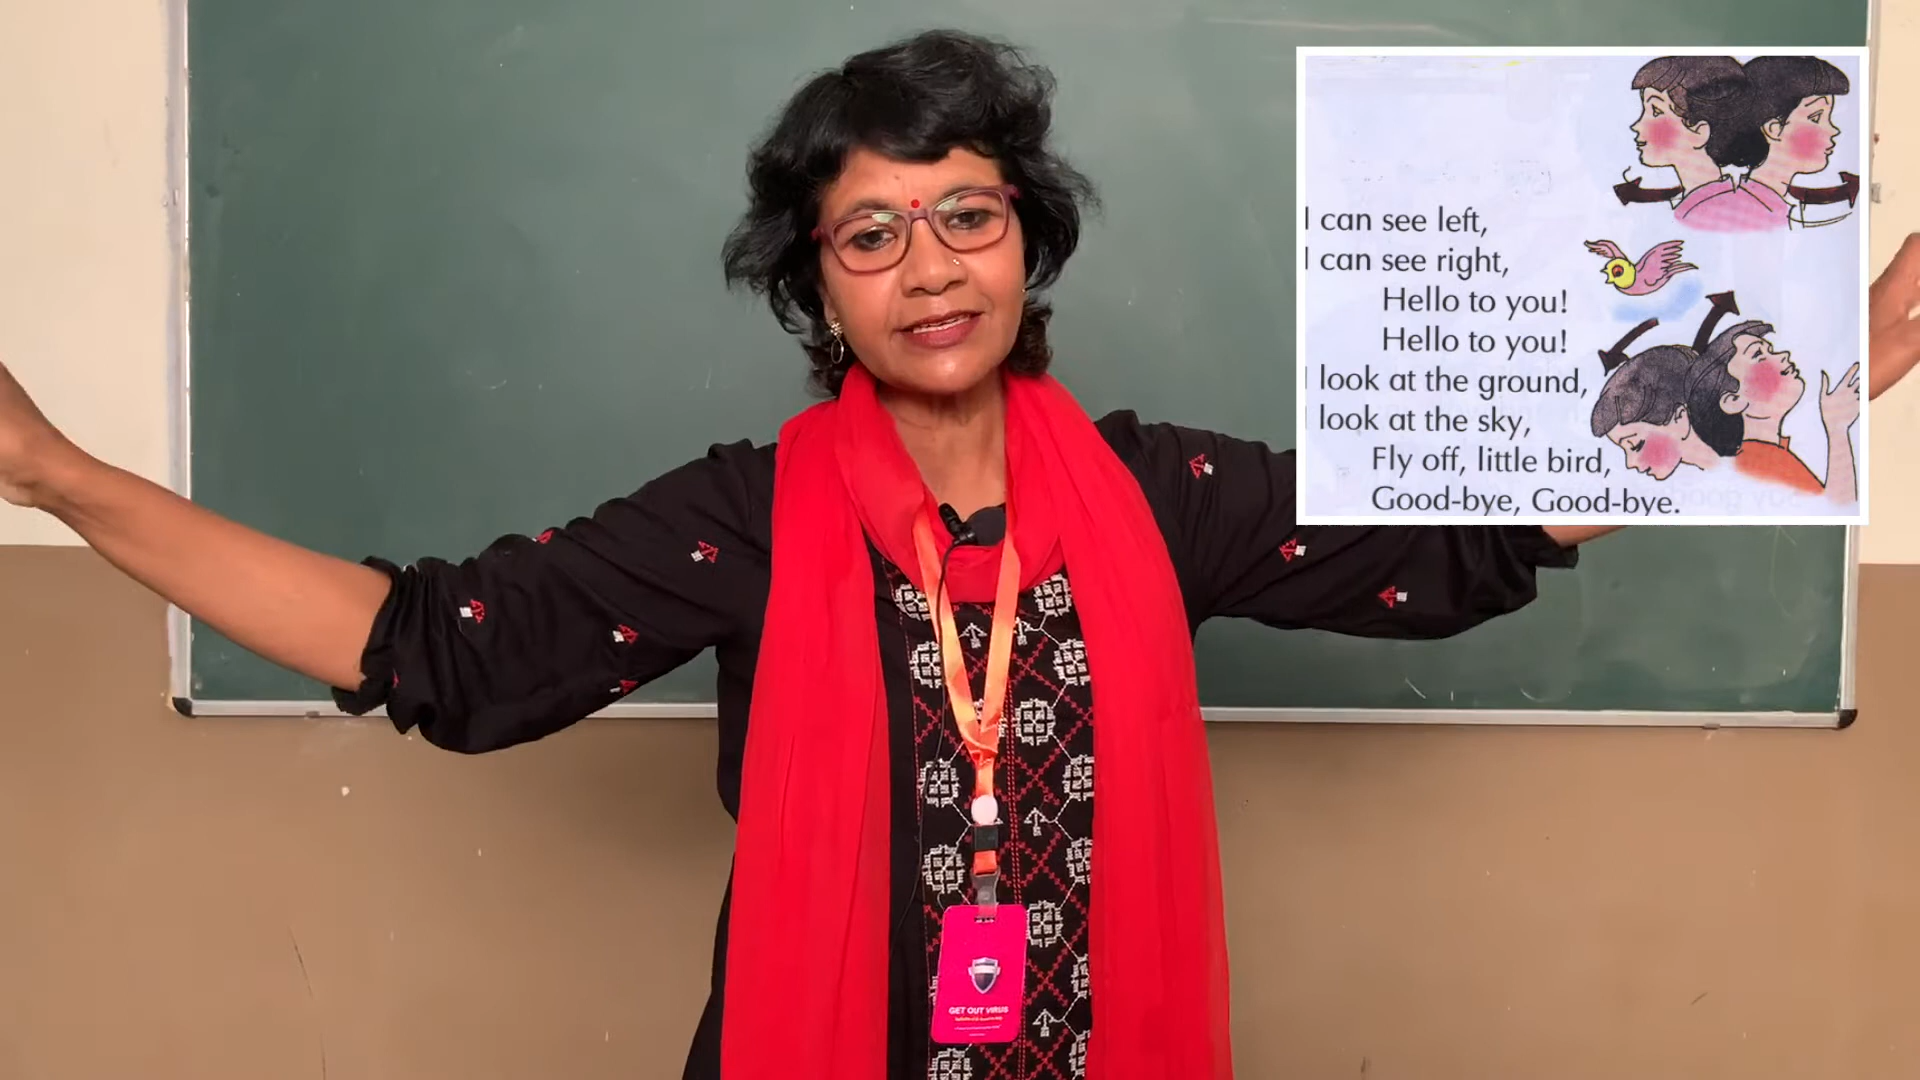 I can see left,
I can see right,
Hello to you!
Hello to you!
I look at the ground,
I look at the sky,
Fly off, little bird,
Good-bye, Good-bye.
GET OUT VIRUS